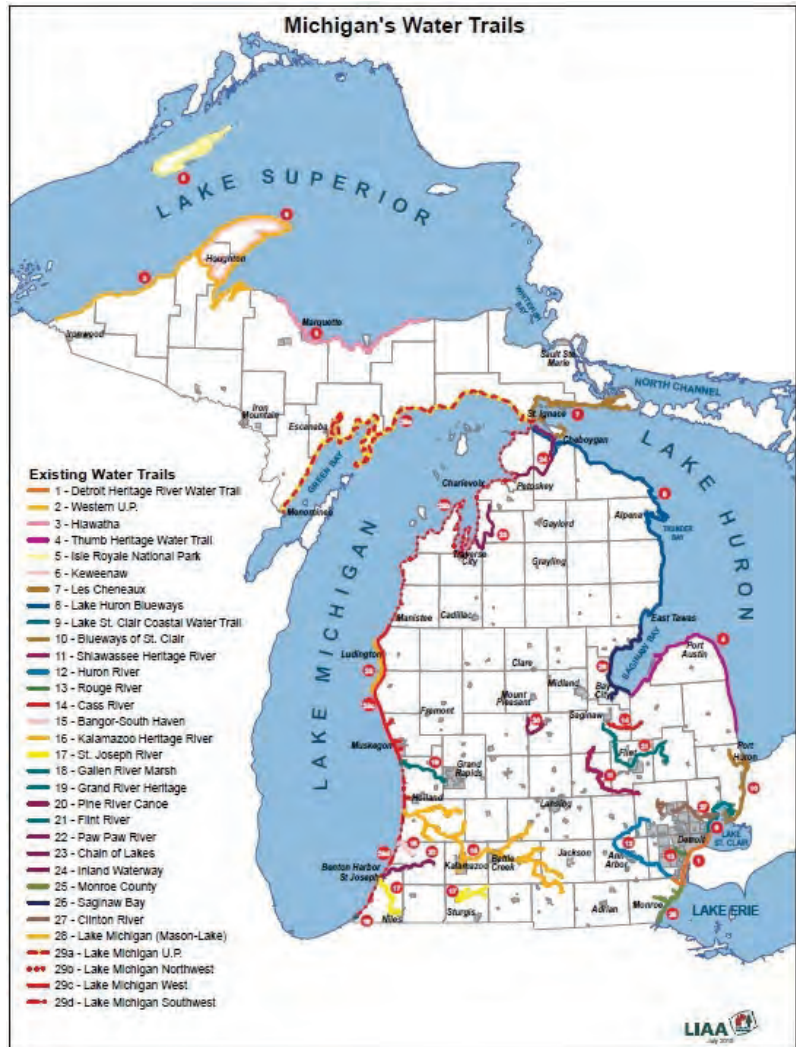 Michigan's Water Trails
LAKE SUPERIOR
Houghton
Ironwood
Marquette
WHITEFISH BAY
Sault Ste. Marie
NORTH CHANNEL
Iron Mountain
Escanaba
St. Ignace
Cheboygan
GREEN BAY
Menominee
Charlevoix
Petoskey
LAKE HURON
Gaylord
Alpena
THUNDER BAY
Traverse City
Grayling
LAKE MICHIGAN
Manistee
Cadillac
East Tawas
SAGINAW BAY
Port Austin
Ludington
Clare
Midland
Bay City
Mount Pleasant
Fremont
Saginaw
Muskegon
Grand Rapids
Flint
Port Huron
Holland
Lansing
Detroit
LAKE ST. CLAIR
Benton Harbor
St Joseph
Kalamazoo
Battle Creek
Jackson
Ann Arbor
Niles
Sturgis
Adrian
Monroe
LAKE ERIE
Existing Water Trails
1 - Detroit Heritage River Water Trail
2 - Western U.P.
3 - Hiawatha
4 - Thumb Heritage Water Trail
5 - Isle Royale National Park
6 - Keweenaw
7 - Les Cheneaux
8 - Lake Huron Blueways
9 - Lake St. Clair Coastal Water Trail
10 - Blueways of St. Clair
11 - Shiawassee Heritage River
12 - Huron River
13 - Rouge River
14 - Cass River
15 - Bangor-South Haven
16 - Kalamazoo Heritage River
17 - St. Joseph River
18 - Galien River Marsh
19 - Grand River Heritage
20 - Pine River Canoe
21 - Flint River
22 - Paw Paw River
23 - Chain of Lakes
24 - Inland Waterway
25 - Monroe County
26 - Saginaw Bay
27 - Clinton River
28 - Lake Michigan (Mason-Lake)
29a - Lake Michigan U.P.
29b - Lake Michigan Northwest
29c - Lake Michigan West
29d - Lake Michigan Southwest
LIAA